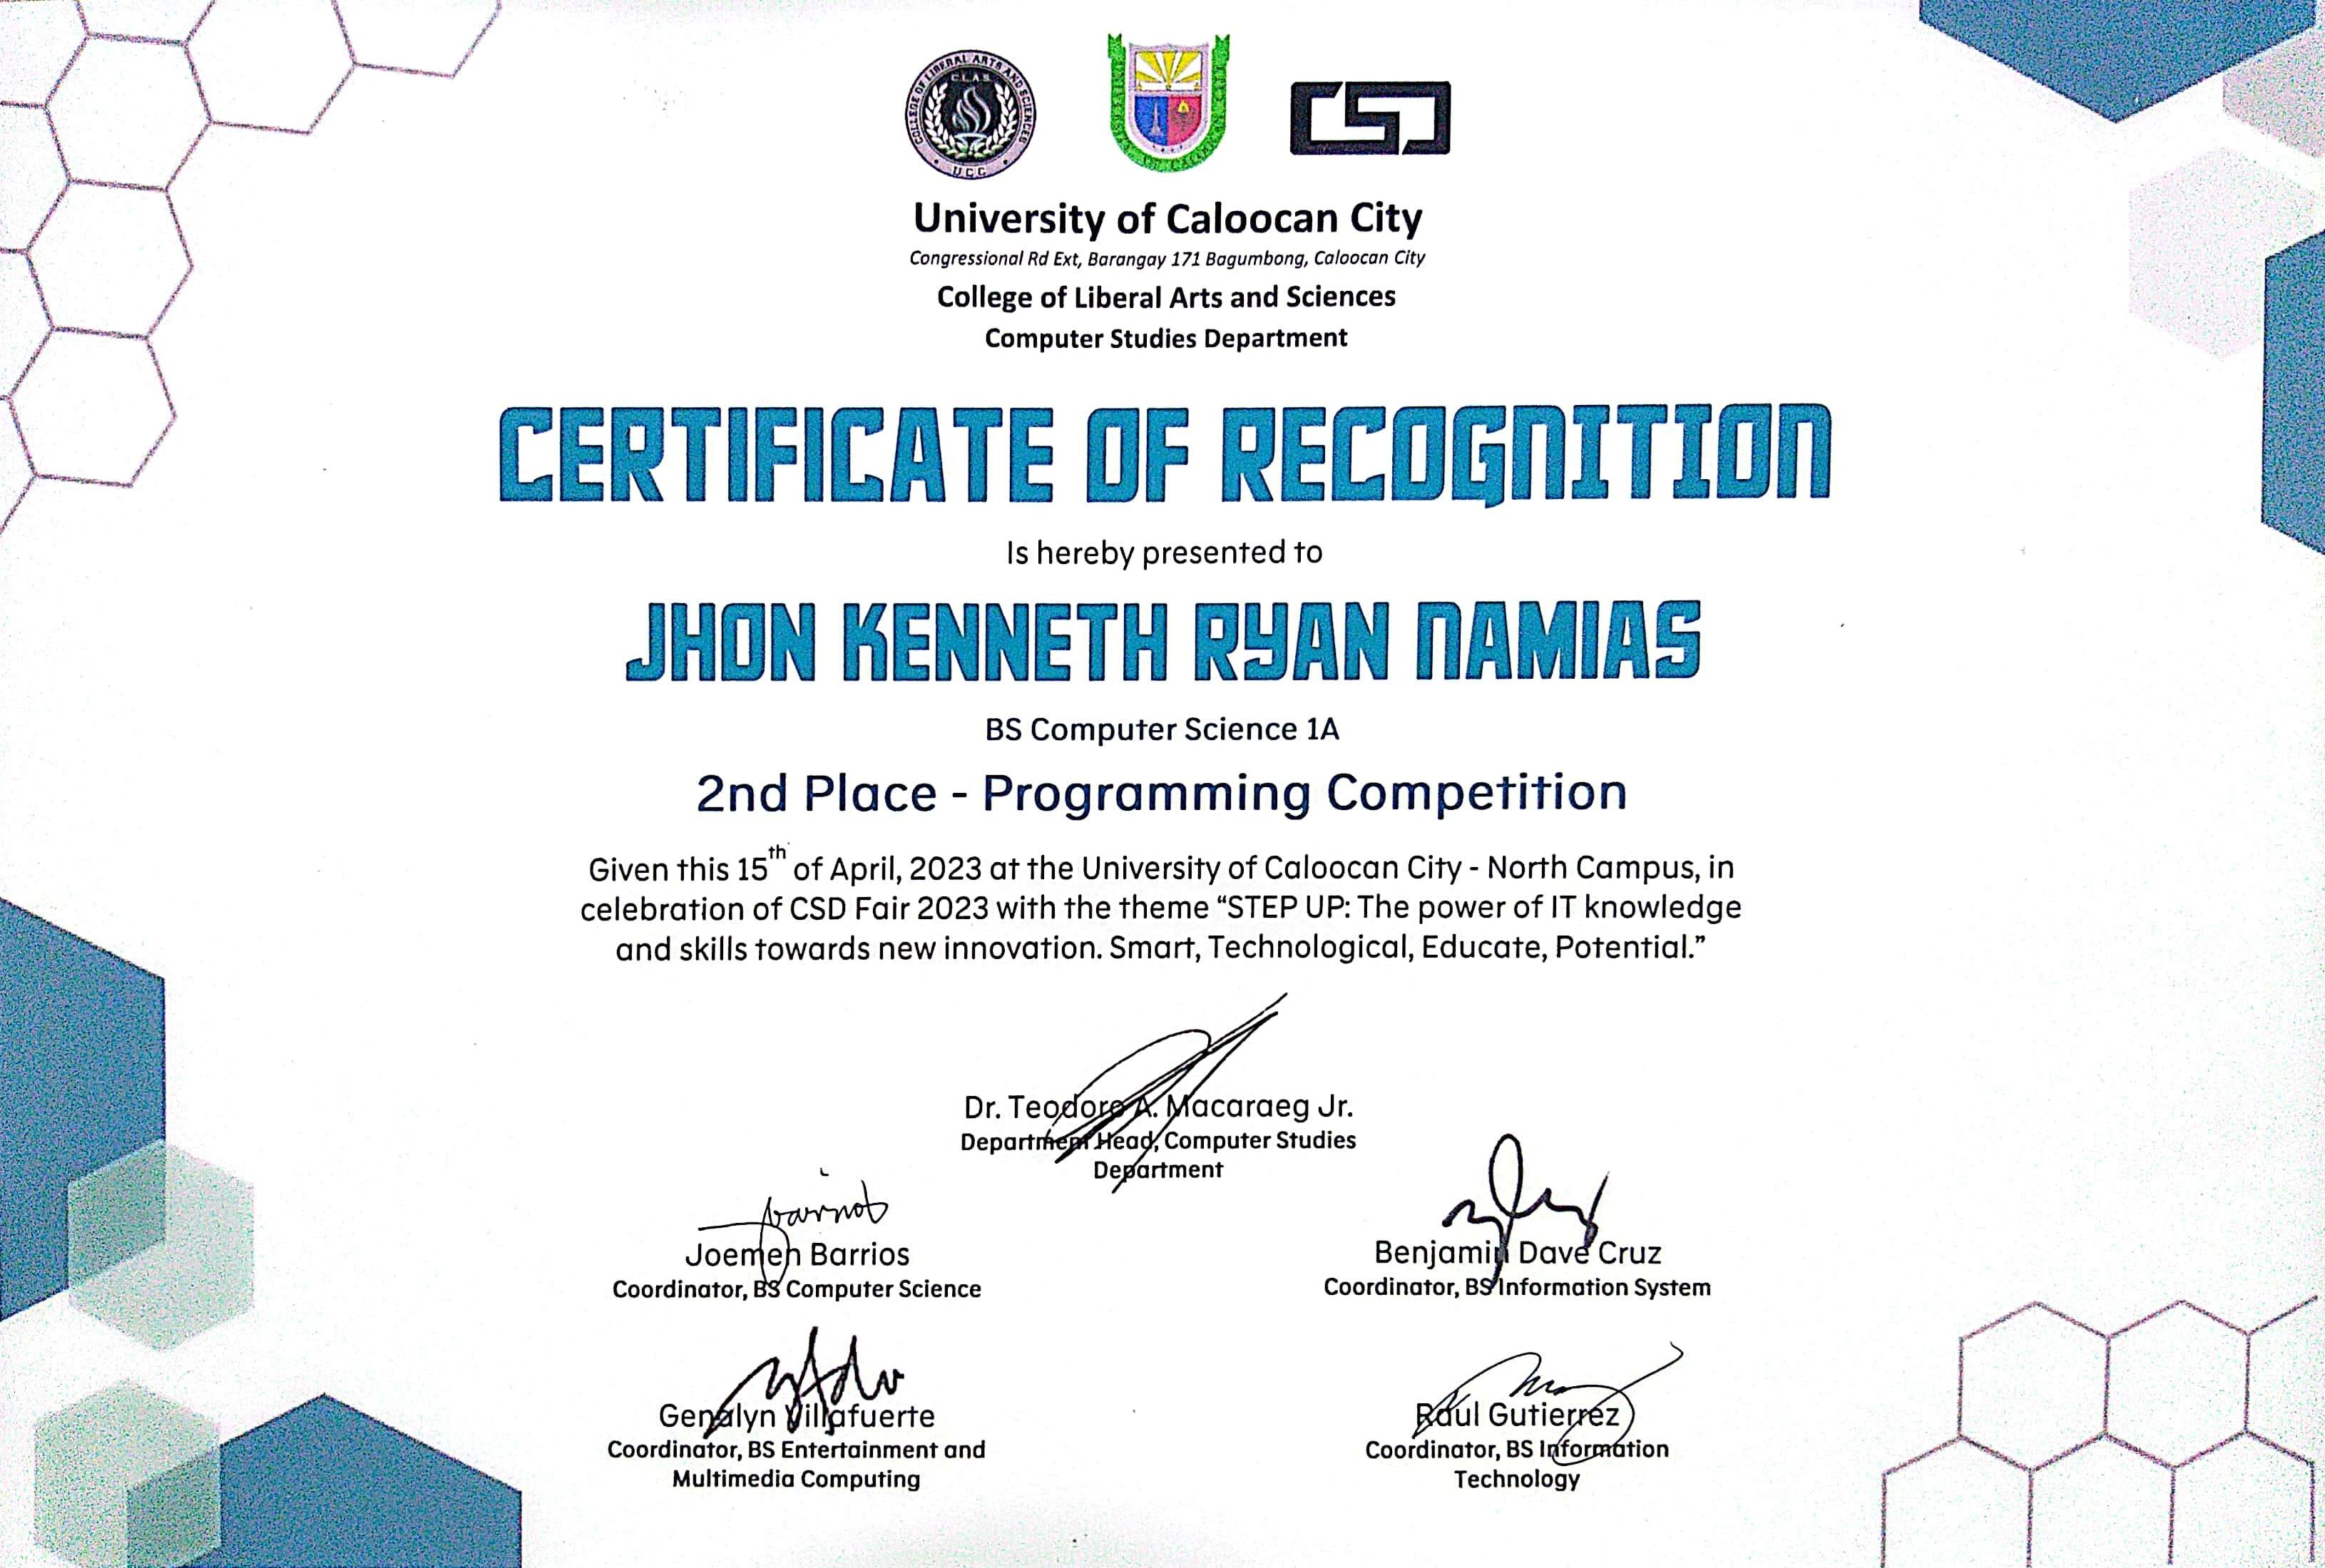 COLLEGE OF LIBERAL ARTS AND SCIENCES
C.L.A.S
U.C.C
CSD
University of Caloocan City
Congressional Rd Ext, Barangay 171 Bagumbong, Caloocan City
College of Liberal Arts and Sciences
Computer Studies Department
CERTIFICATE OF RECOGNITION
Is hereby presented to
JHON KENNETH RYAN NAMIAS
BS Computer Science 1A
2nd Place - Programming Competition
Given this 15th of April, 2023 at the University of Caloocan City - North Campus, in
celebration of CSD Fair 2023 with the theme “STEP UP: The power of IT knowledge
and skills towards new innovation. Smart, Technological, Educate, Potential.”
Dr. Teodoro A. Macaraeg Jr.
Department Head, Computer Studies
Department
Joemen Barrios
Coordinator, BS Computer Science
Benjamin Dave Cruz
Coordinator, BS Information System
Genalyn Villafuerte
Coordinator, BS Entertainment and
Multimedia Computing
Raul Gutierrez
Coordinator, BS Information
Technology